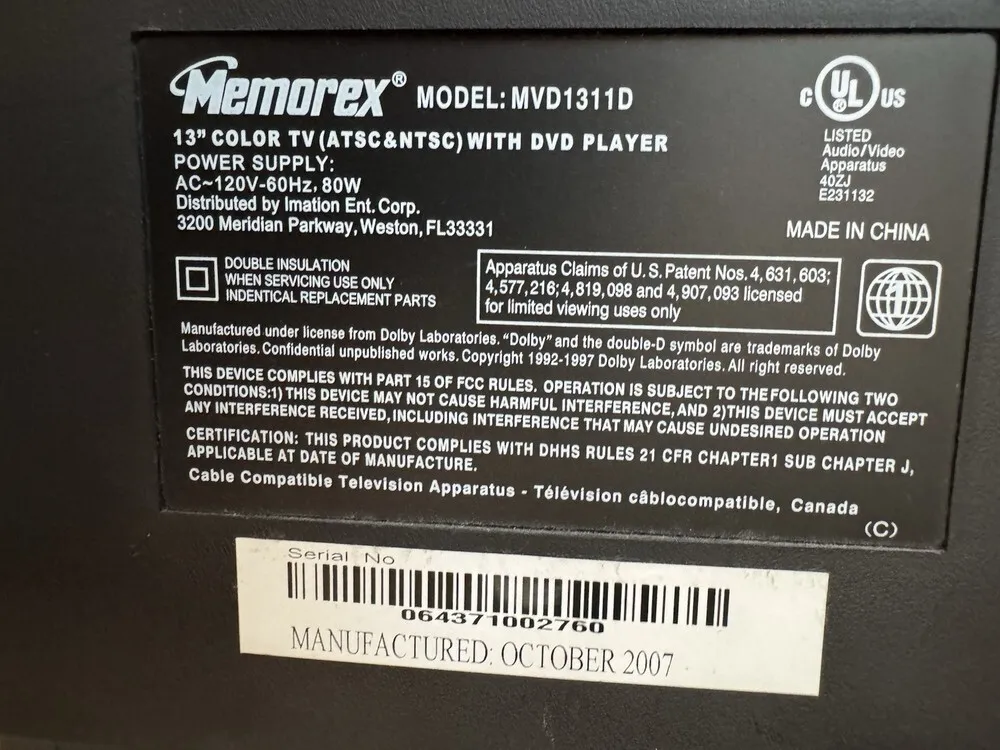 Memorex® MODEL: MVD1311D
13" COLOR TV (ATSC&NTSC) WITH DVD PLAYER
POWER SUPPLY:
AC~120V-60Hz, 80W
Distributed by Imation Ent. Corp.
3200 Meridian Parkway, Weston, FL33331
C UL® US
LISTED
Audio/Video
Apparatus
40ZJ
E231132
MADE IN CHINA
DOUBLE INSULATION
WHEN SERVICING USE ONLY
INDENTICAL REPLACEMENT PARTS
Apparatus Claims of U.S. Patent Nos. 4,631,603;
4,577,216; 4,819,098 and 4,907,093 licensed
for limited viewing uses only
1
Manufactured under license from Dolby Laboratories. "Dolby" and the double-D symbol are trademarks of Dolby
Laboratories. Confidential unpublished works. Copyright 1992-1997 Dolby Laboratories. All right reserved.
THIS DEVICE COMPLIES WITH PART 15 OF FCC RULES. OPERATION IS SUBJECT TO THE FOLLOWING TWO
CONDITIONS:1) THIS DEVICE MAY NOT CAUSE HARMFUL INTERFERENCE, AND 2)THIS DEVICE MUST ACCEPT
ANY INTERFERENCE RECEIVED, INCLUDING INTERFERENCE THAT MAY CAUSE UNDESIRED OPERATION
CERTIFICATION: THIS PRODUCT COMPLIES WITH DHHS RULES 21 CFR CHAPTER1 SUB CHAPTER J,
APPLICABLE AT DATE OF MANUFACTURE.
Cable Compatible Television Apparatus - Télévision câblocompatible, Canada
(C)
Serial No
064371002760
MANUFACTURED: OCTOBER 2007